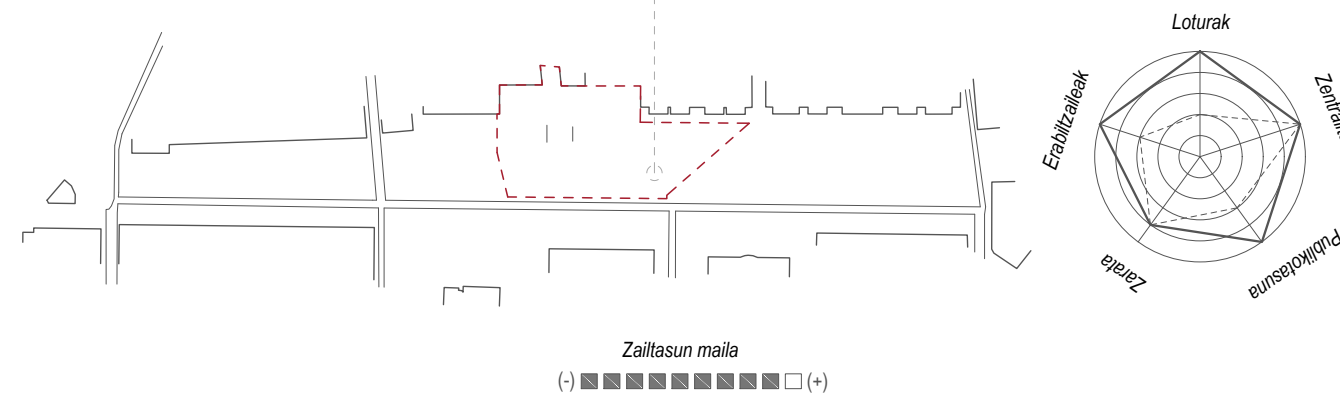 Loturak
Erabiltzaileak
Zarata
Publikotasuna
Zailtasun maila
(-) (+)